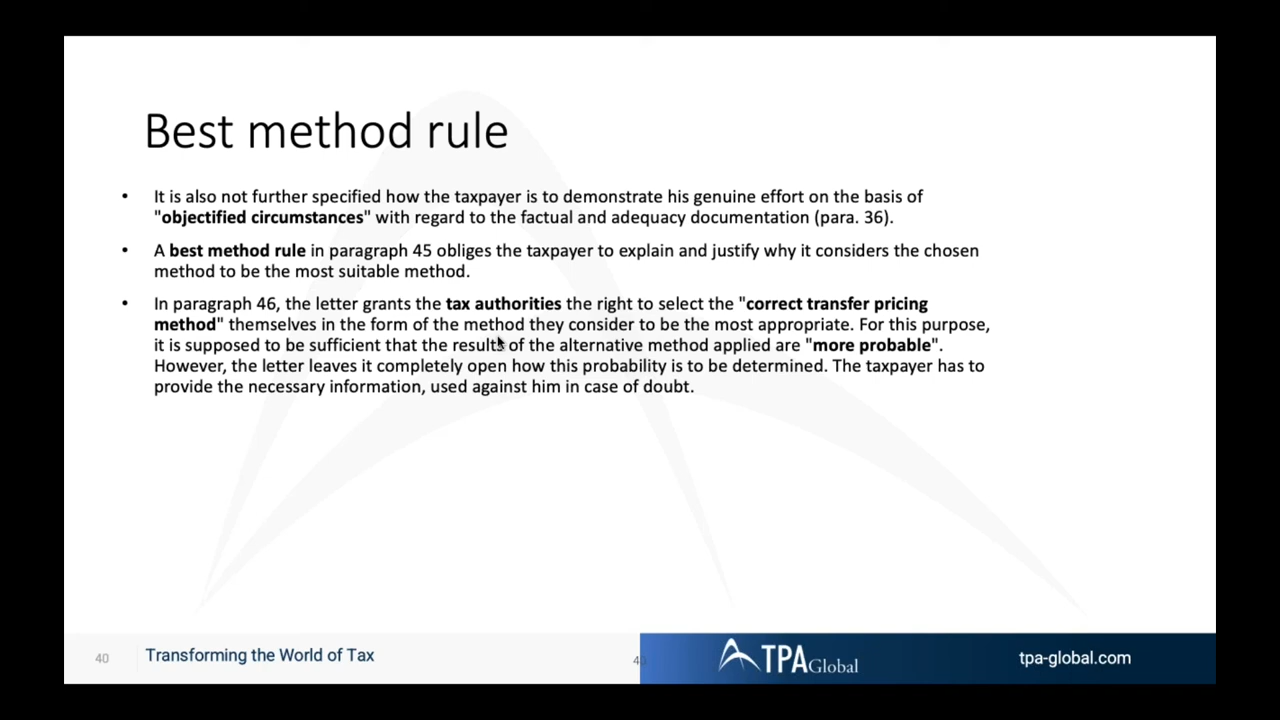 Best method rule
• It is also not further specified how the taxpayer is to demonstrate his genuine effort on the basis of
"objectified circumstances" with regard to the factual and adequacy documentation (para. 36).
• A best method rule in paragraph 45 obliges the taxpayer to explain and justify why it considers the chosen
method to be the most suitable method.
• In paragraph 46, the letter grants the tax authorities the right to select the "correct transfer pricing
method" themselves in the form of the method they consider to be the most appropriate. For this purpose,
it is supposed to be sufficient that the results of the alternative method applied are "more probable".
However, the letter leaves it completely open how this probability is to be determined. The taxpayer has to
provide the necessary information, used against him in case of doubt.
40
Transforming the World of Tax
TPA Global
tpa-global.com